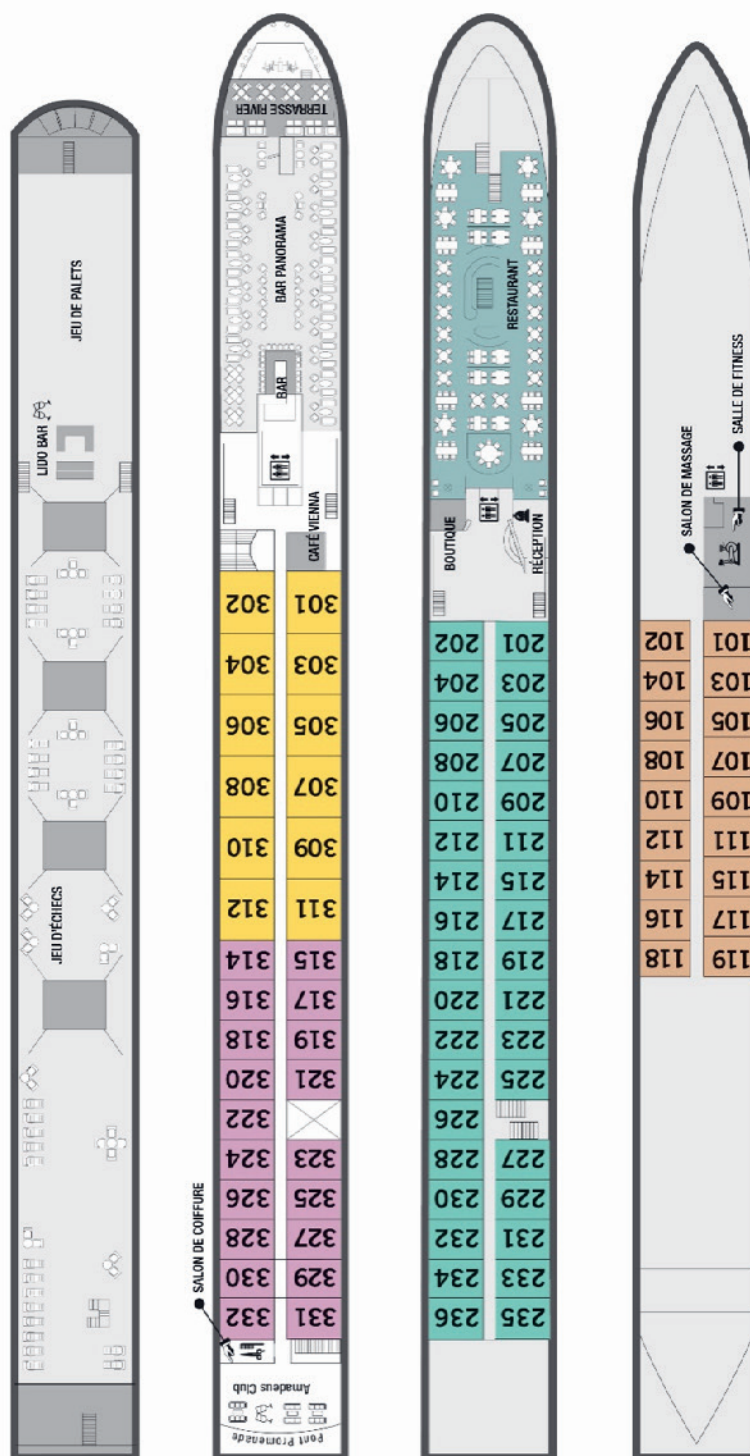 JEU DE PALETS
LIDO BAR
JEU D'ÉCHECS
TERRASSE RIVER
BAR PANORAMA
BAR
CAFÉ VIENNA
302 301
304 303
306 305
308 307
310 309
312 311
314 315
316 317
318 319
320 321
322
324 323
326 325
328 327
330 329
332 331
SALON DE COIFFURE
Amadeus Club
Pont Promenade
RESTAURANT
BOUTIQUE
RÉCEPTION
202 201
204 203
206 205
208 207
210 209
212 211
214 215
216 217
218 219
220 221
222 223
224 225
226
228 227
230 229
232 231
234 233
236 235
SALON DE MASSAGE
SALLE DE FITNESS
102 101
104 103
106 105
108 107
110 109
112 111
114 115
116 117
118 119